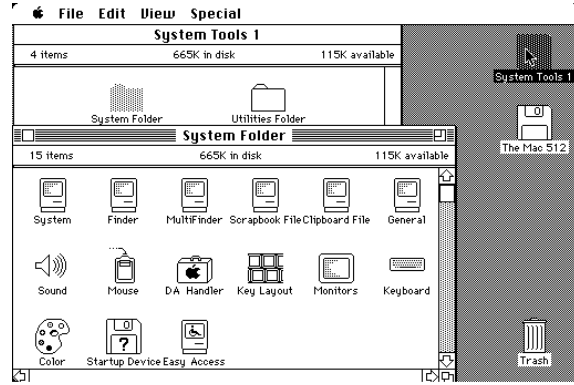 File Edit View Special
System Tools 1
4 items 665K in disk 115K available
System Folder Utilities Folder
System Folder
15 items 665K in disk 115K available
System Finder MultiFinder Scrapbook File Clipboard File General
Sound Mouse DA Handler Key Layout Monitors Keyboard
?
Color Startup Device Easy Access
System Tools 1
The Mac 512
Trash